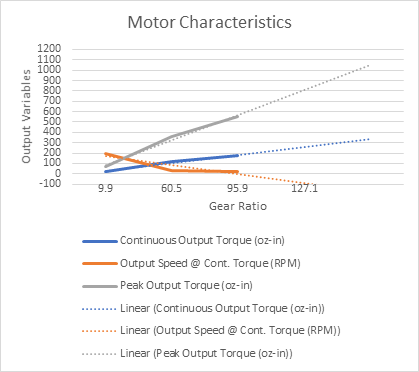 Motor Characteristics
Output Variables
1200
1100
1000
900
800
700
600
500
400
300
200
100
0
-100
9.9
60.5
95.9
127.1
Gear Ratio
Continuous Output Torque (oz-in)
Output Speed @ Cont. Torque (RPM)
Peak Output Torque (oz-in)
Linear (Continuous Output Torque (oz-in))
Linear (Output Speed @ Cont. Torque (RPM))
Linear (Peak Output Torque (oz-in))